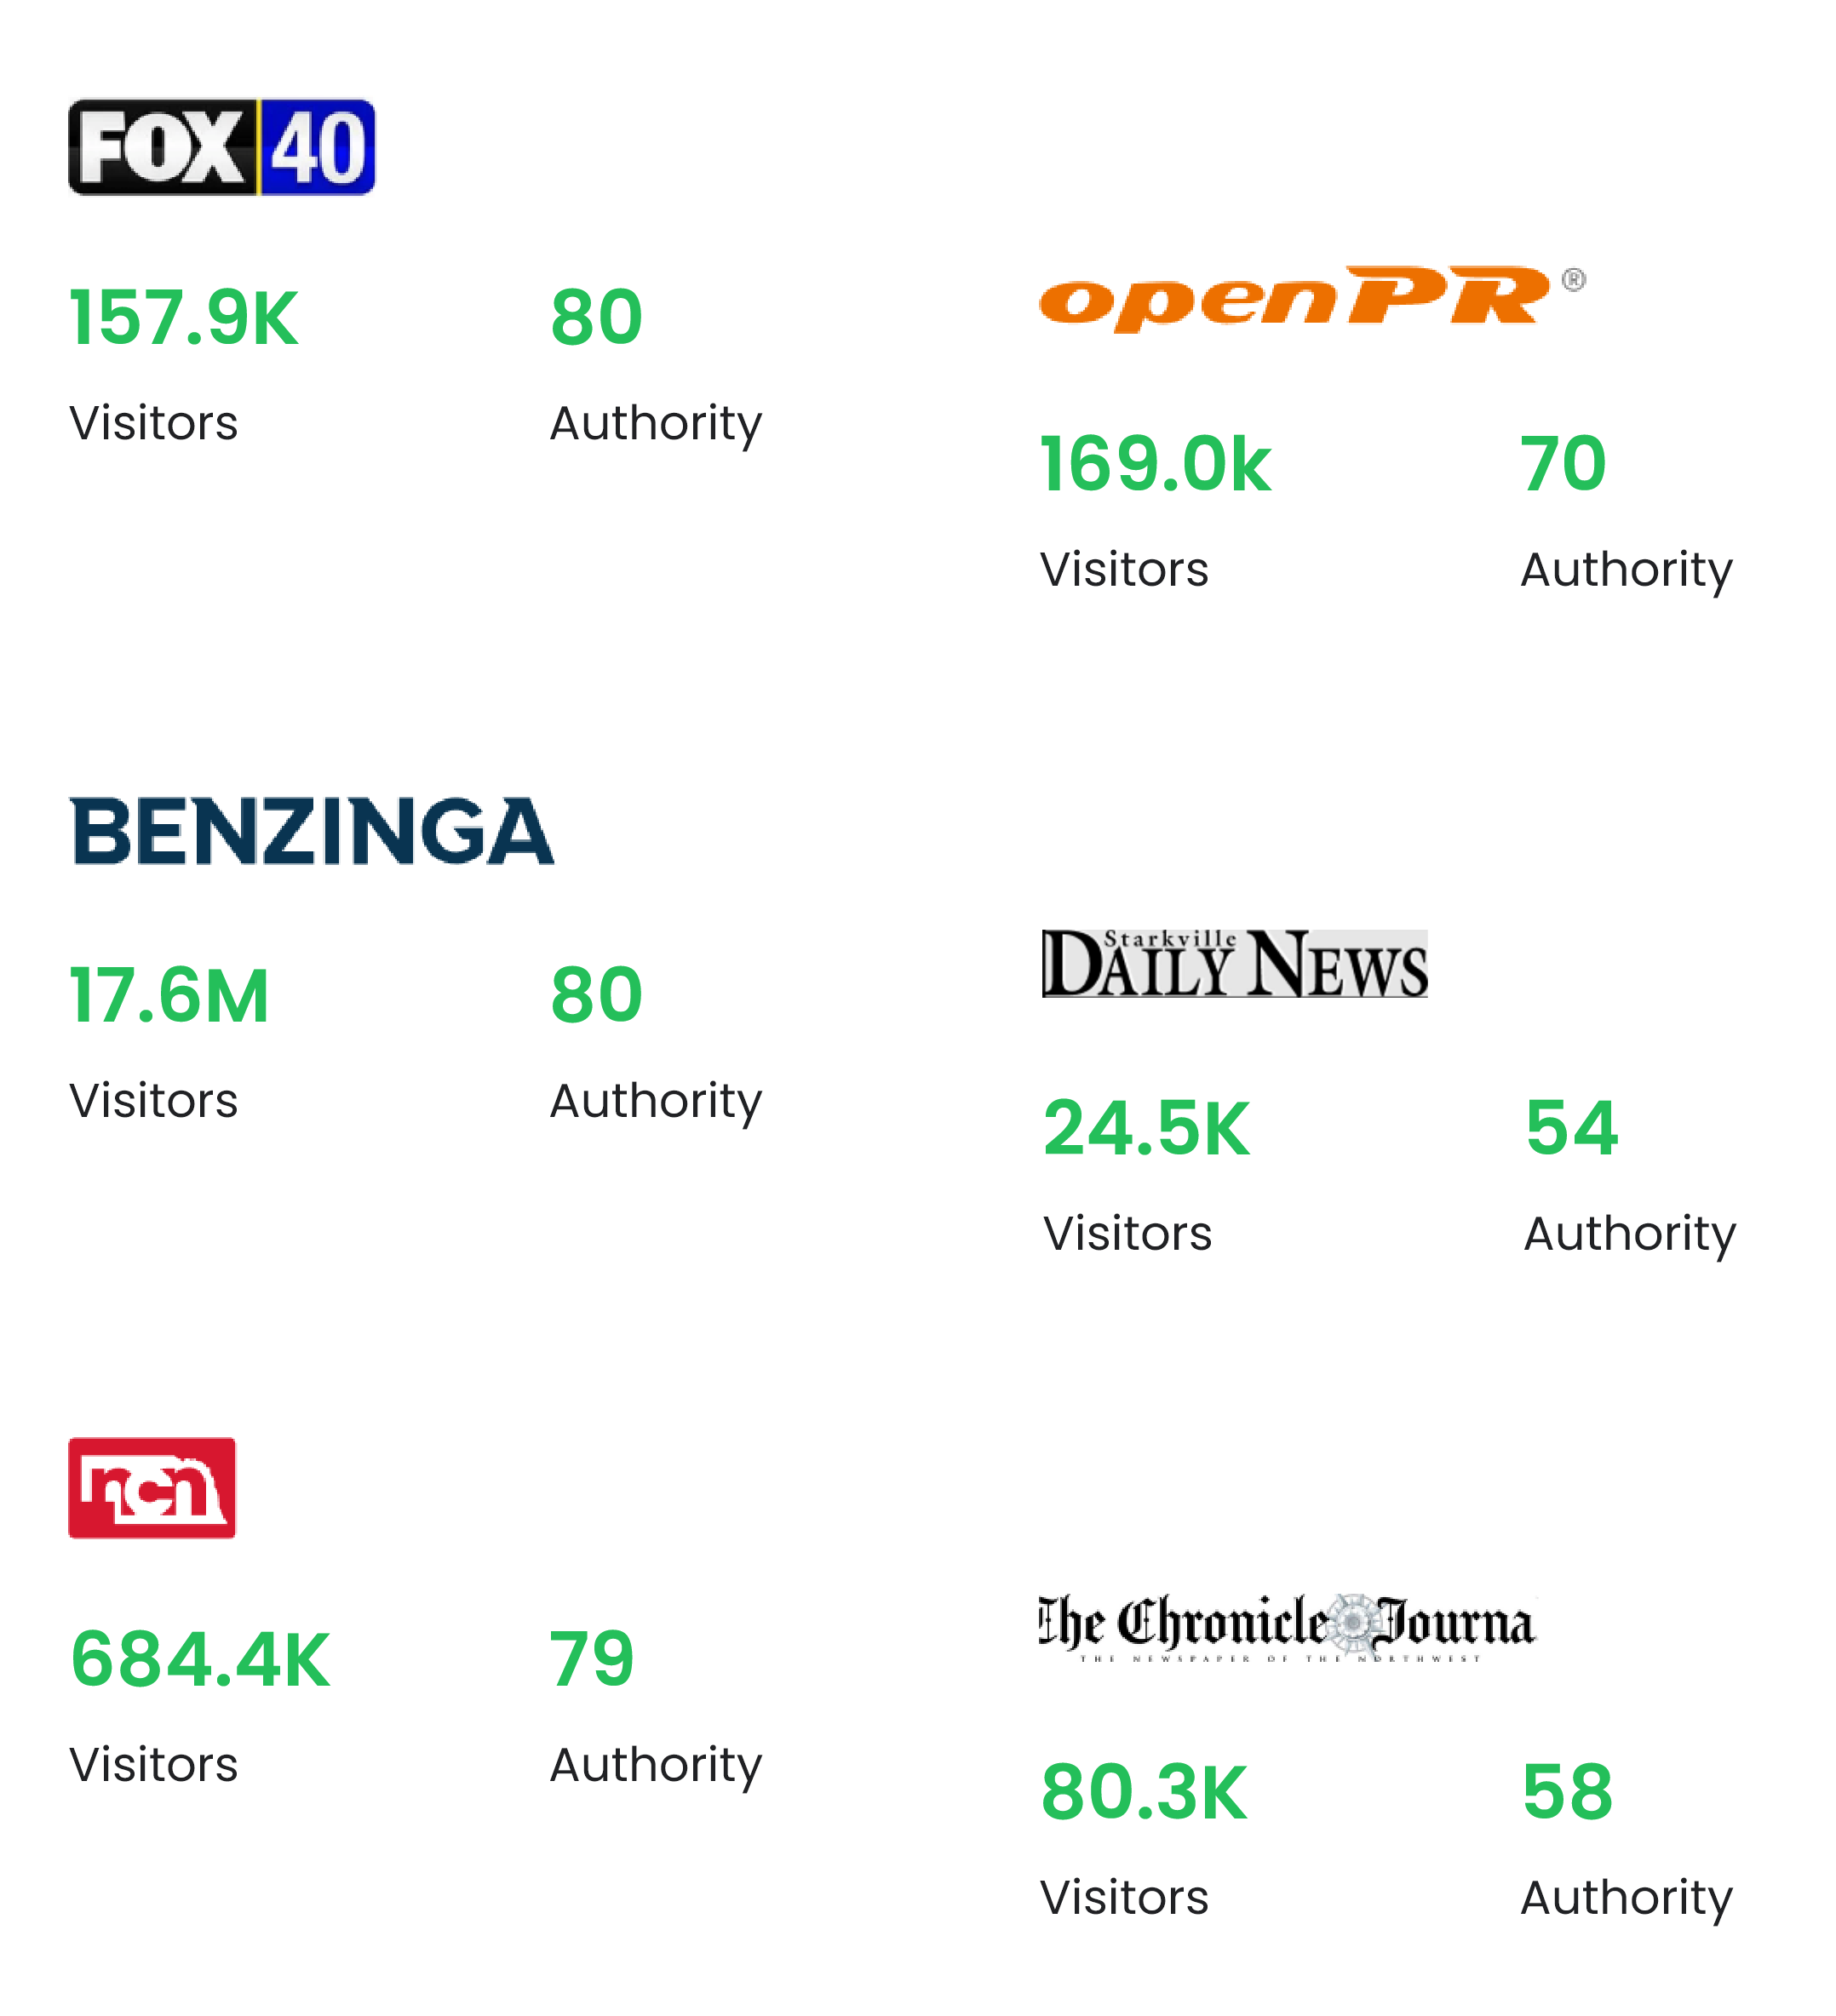 FOX 40
157.9K 80
Visitors Authority
openPR®
169.0k 70
Visitors Authority
BENZINGA
17.6M 80
Visitors Authority
Starkville
DAILY NEWS
24.5K 54
Visitors Authority
ncn
684.4K 79
Visitors Authority
The Chronicle Journa
THE NEWSPAPER OF THE NORTHWEST
80.3K 58
Visitors Authority